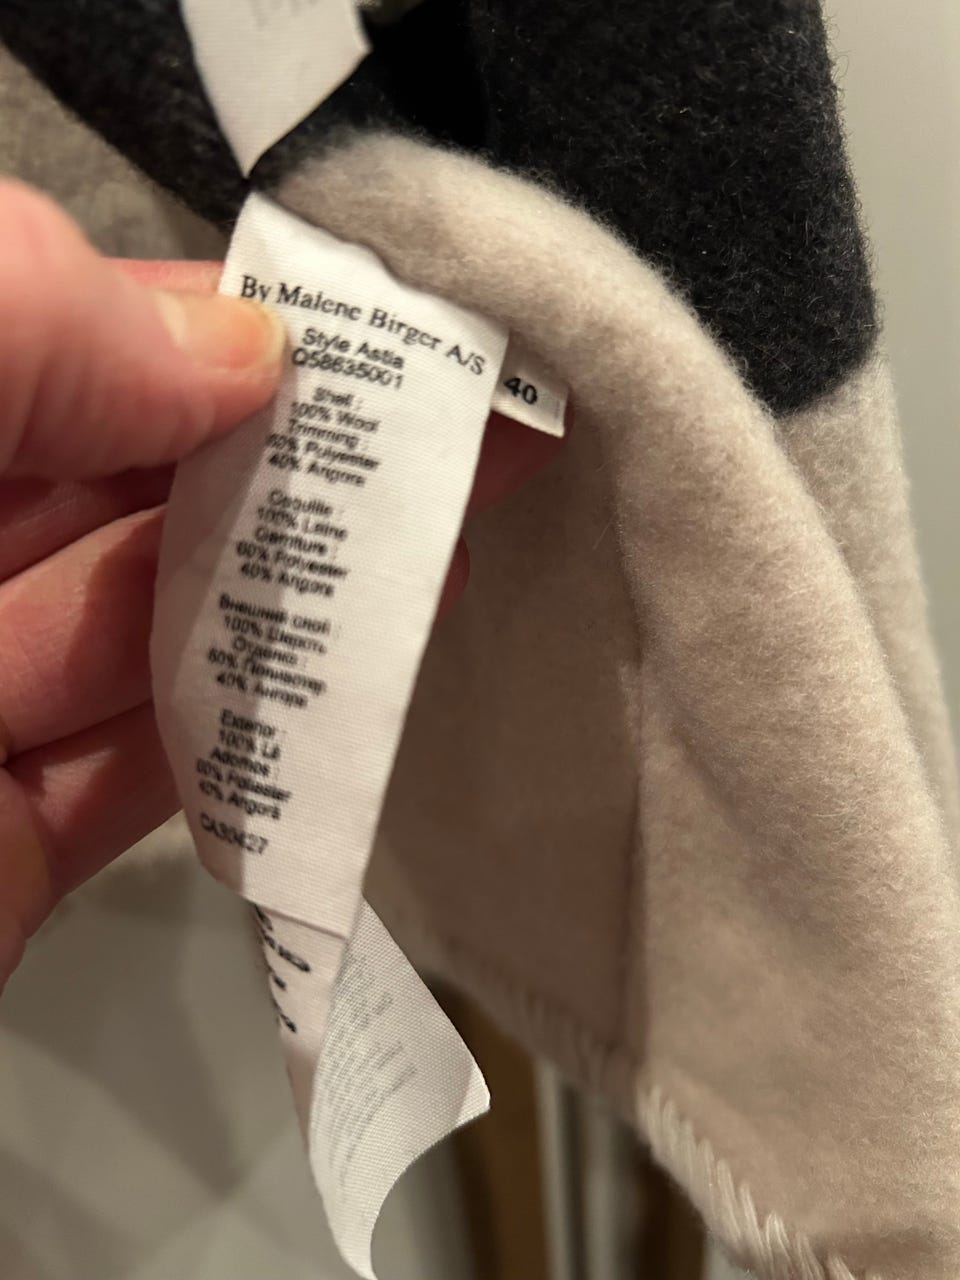 By Malene Birger A/S
Style Astia
Q58635001
40
Shell :
100% Wool
Trimming :
60% Polyester
40% Angora
Coquille :
100% Laine
Garniture :
60% Polyester
40% Angora
Внешний слой :
100% Шерсть
Отделка :
60% Полиэстер
40% Ангора
Exterior :
100% Lã
Adornos :
60% Poliéster
40% Angorá